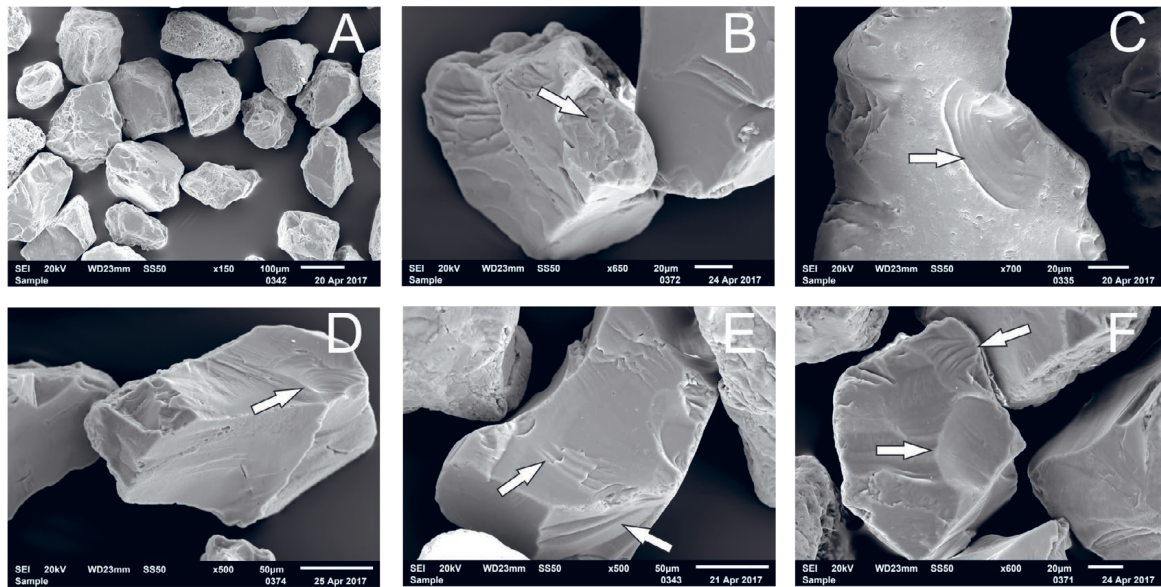 A
SEI 20kV WD23mm SS50 x150 100µm
Sample 0342 20 Apr 2017
B
SEI 20kV WD23mm SS50 x650 20µm
Sample 0372 24 Apr 2017
C
SEI 20kV WD23mm SS50 x700 20µm
Sample 0335 20 Apr 2017
D
SEI 20kV WD23mm SS50 x500 50µm
Sample 0374 25 Apr 2017
E
SEI 20kV WD23mm SS50 x500 50µm
Sample 0343 21 Apr 2017
F
SEI 20kV WD23mm SS50 x600 20µm
Sample 0371 24 Apr 2017